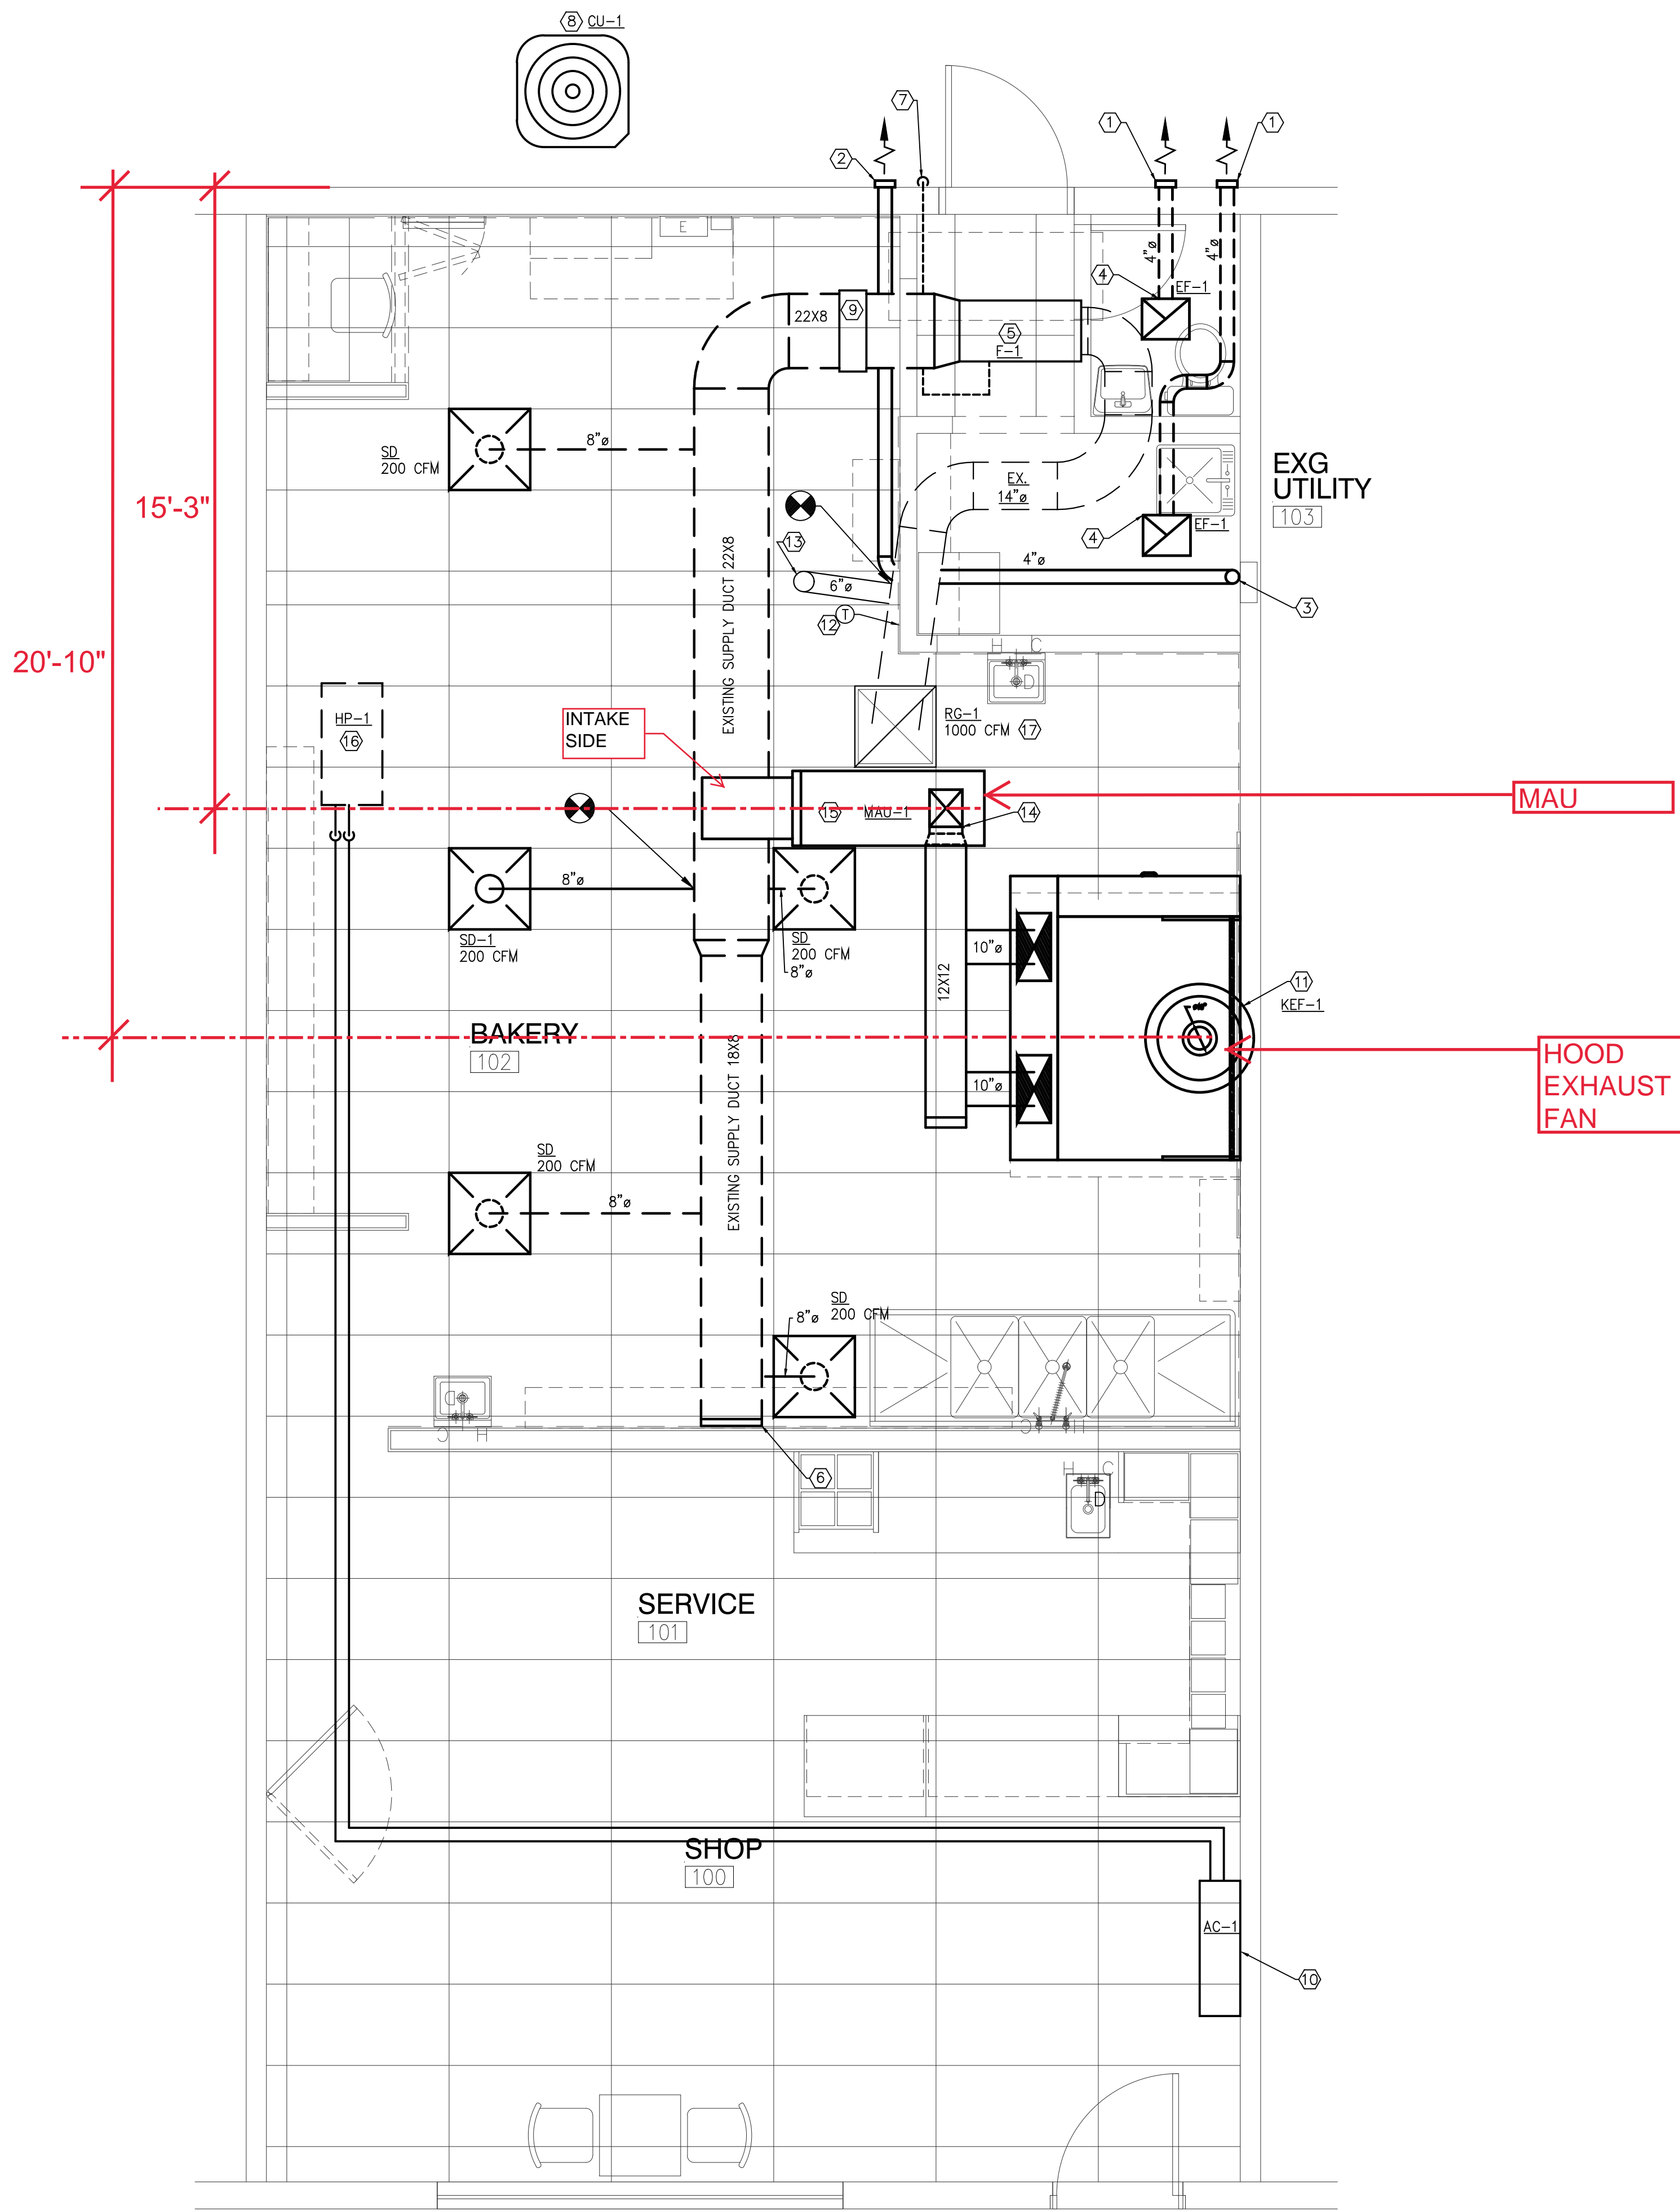 8 CU-1
7
2
1
1
E
4"ø
4"ø
4
EF-1
22X8
9
5
F-1
SD
200 CFM
8"ø
15'-3"
EX.
14"ø
EXG
UTILITY
103
EF-1
4
EXISTING SUPPLY DUCT 22X8
13
6"ø
4"ø
3
12
T
20'-10"
H C
D
HP-1
16
INTAKE
SIDE
RG-1
1000 CFM 17
MAU
15
MAU-1
14
8"ø
SD-1
200 CFM
SD
200 CFM
8"ø
10"ø
12X12
11
KEF-1
BAKERY
102
HOOD
EXHAUST
FAN
10"ø
EXISTING SUPPLY DUCT 18X8
SD
200 CFM
8"ø
SD
200 CFM
8"ø
D
C H
C H
6
H C
D
SERVICE
101
SHOP
100
AC-1
10